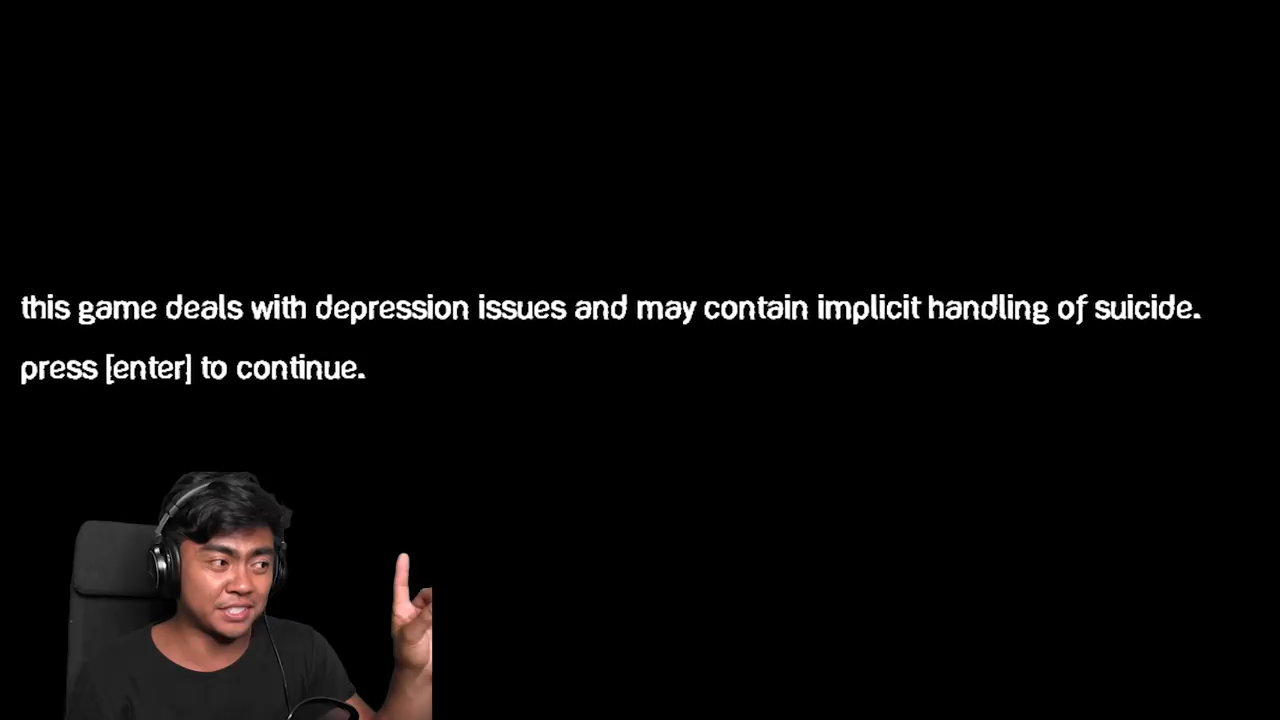 this game deals with depression issues and may contain implicit handling of suicide.
press [enter] to continue.